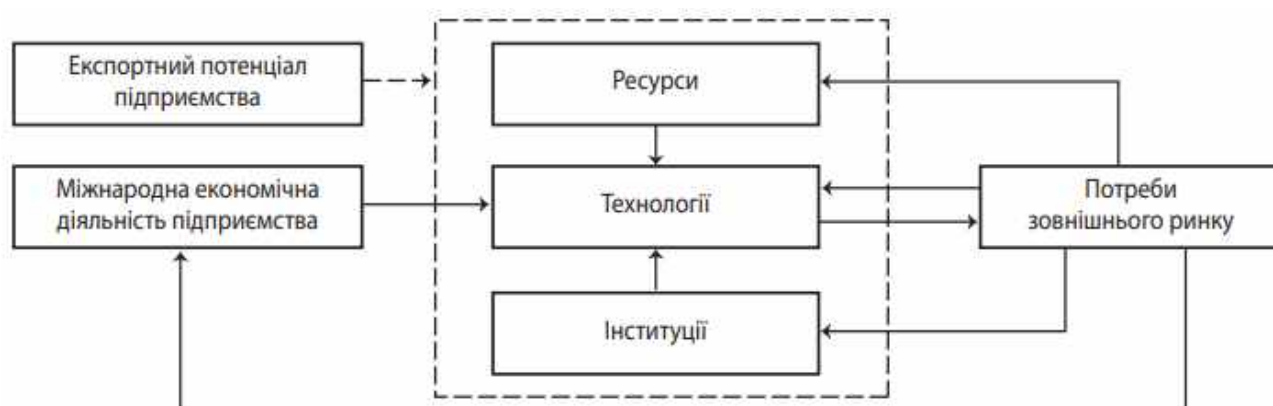 Експортний потенціал
підприємства
Ресурси
Міжнародна економічна
діяльність підприємства
Технології
Потреби
зовнішнього ринку
Інституції